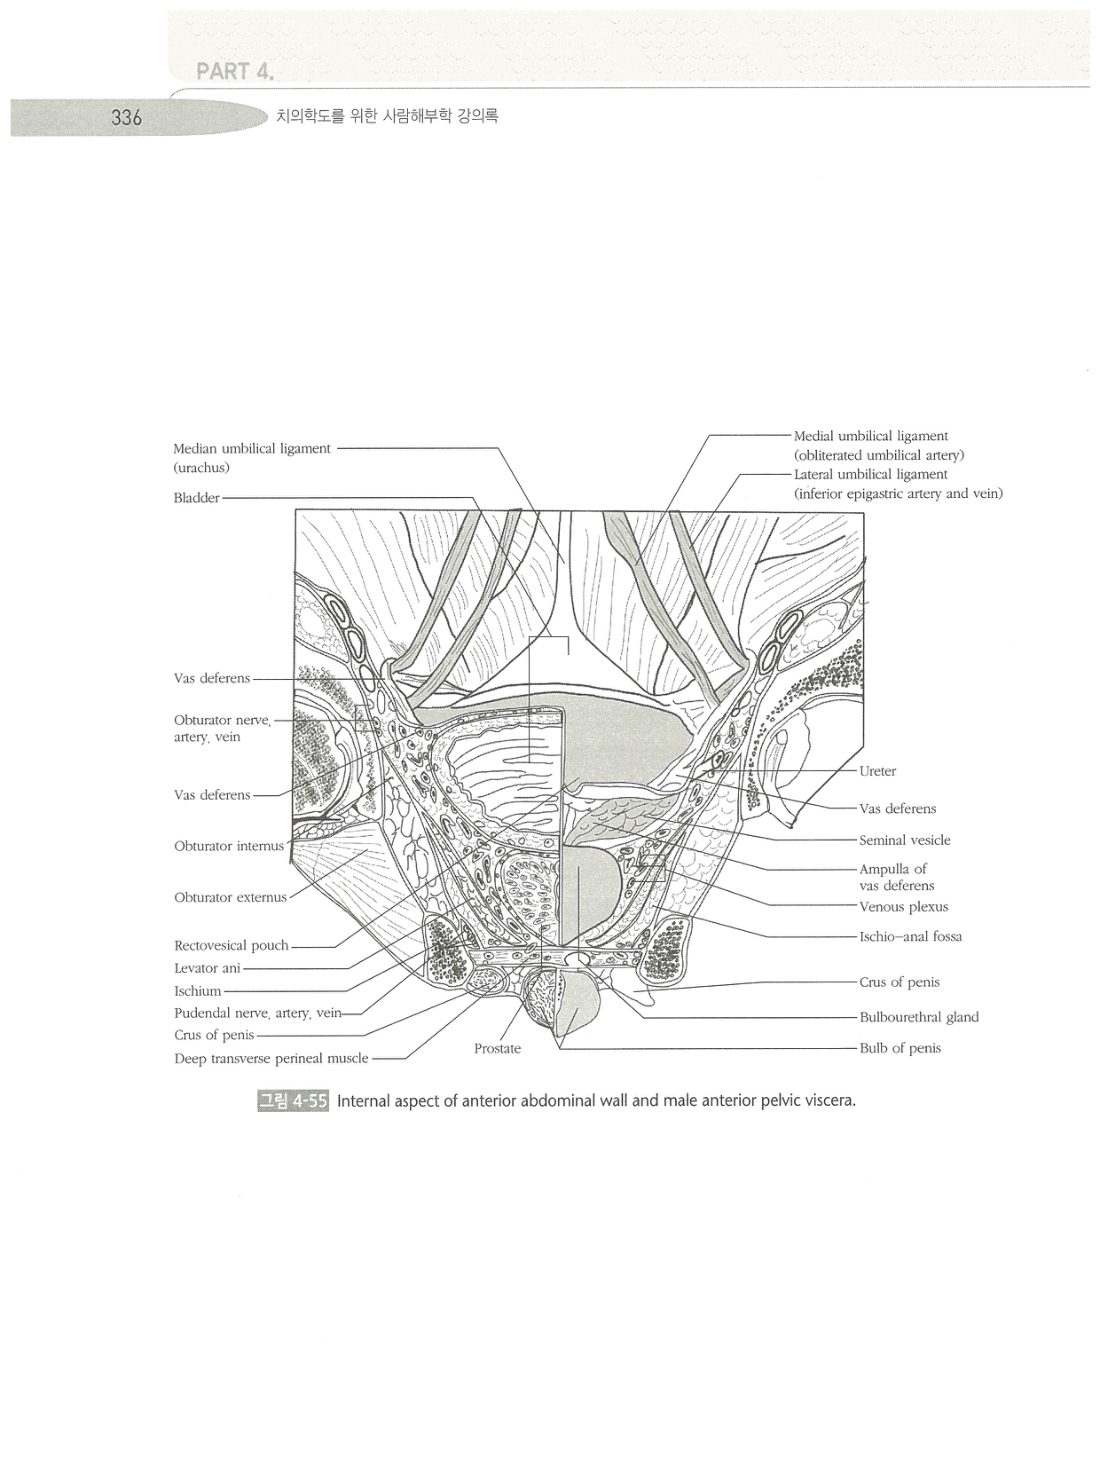 PART 4.
336
치의학도를 위한 사람해부학 강의록
Median umbilical ligament
(urachus)
Bladder
Vas deferens
Obturator nerve,
artery, vein
Vas deferens
Obturator internus
Obturator externus
Rectovesical pouch
Levator ani
Ischium
Pudendal nerve, artery, vein
Crus of penis
Deep transverse perineal muscle
Prostate
Medial umbilical ligament
(obliterated umbilical artery)
Lateral umbilical ligament
(inferior epigastric artery and vein)
Ureter
Vas deferens
Seminal vesicle
Ampulla of
vas deferens
Venous plexus
Ischio-anal fossa
Crus of penis
Bulbourethral gland
Bulb of penis
그림 4-55 Internal aspect of anterior abdominal wall and male anterior pelvic viscera.